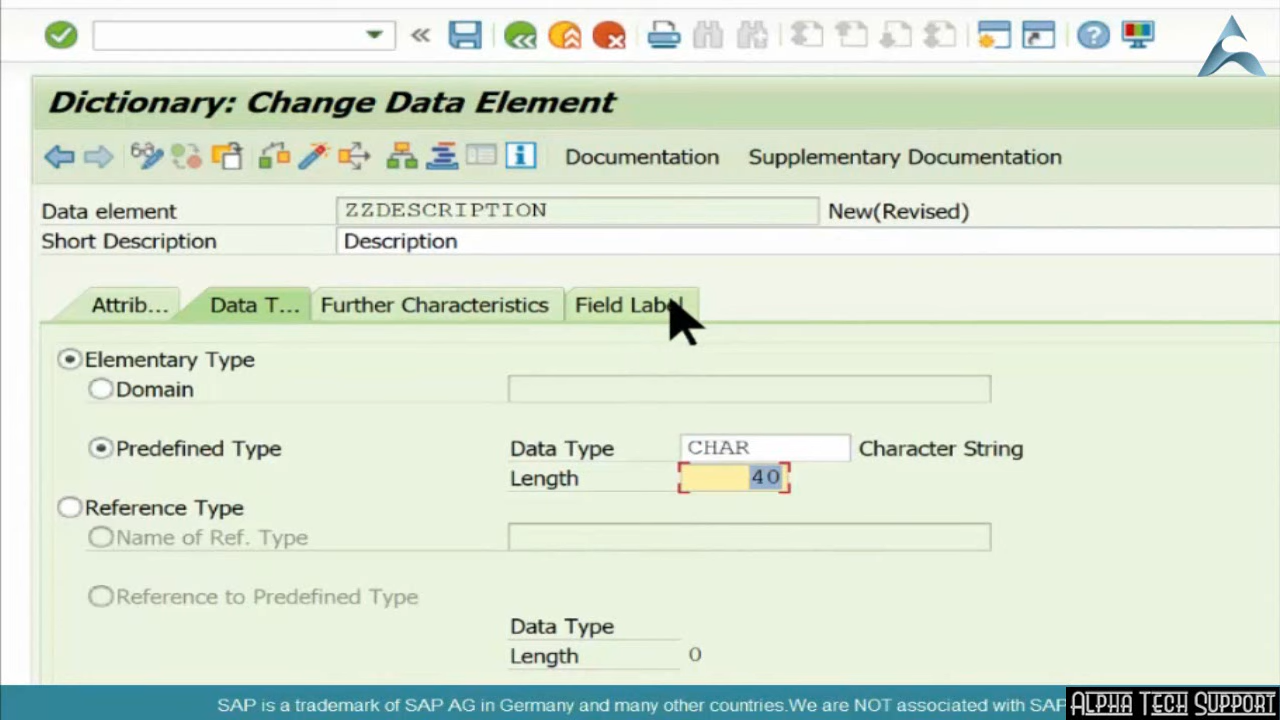 Dictionary: Change Data Element
Documentation Supplementary Documentation
Data element ZZDESCRIPTION New(Revised)
Short Description Description
Attrib... Data T... Further Characteristics Field Label
Elementary Type
Domain
Predefined Type Data Type CHAR Character String
Length 40
Reference Type
Name of Ref. Type
Reference to Predefined Type
Data Type
Length 0
SAP is a trademark of SAP AG in Germany and many other countries.We are NOT associated with SAP
ALPHA TECH SUPPORT